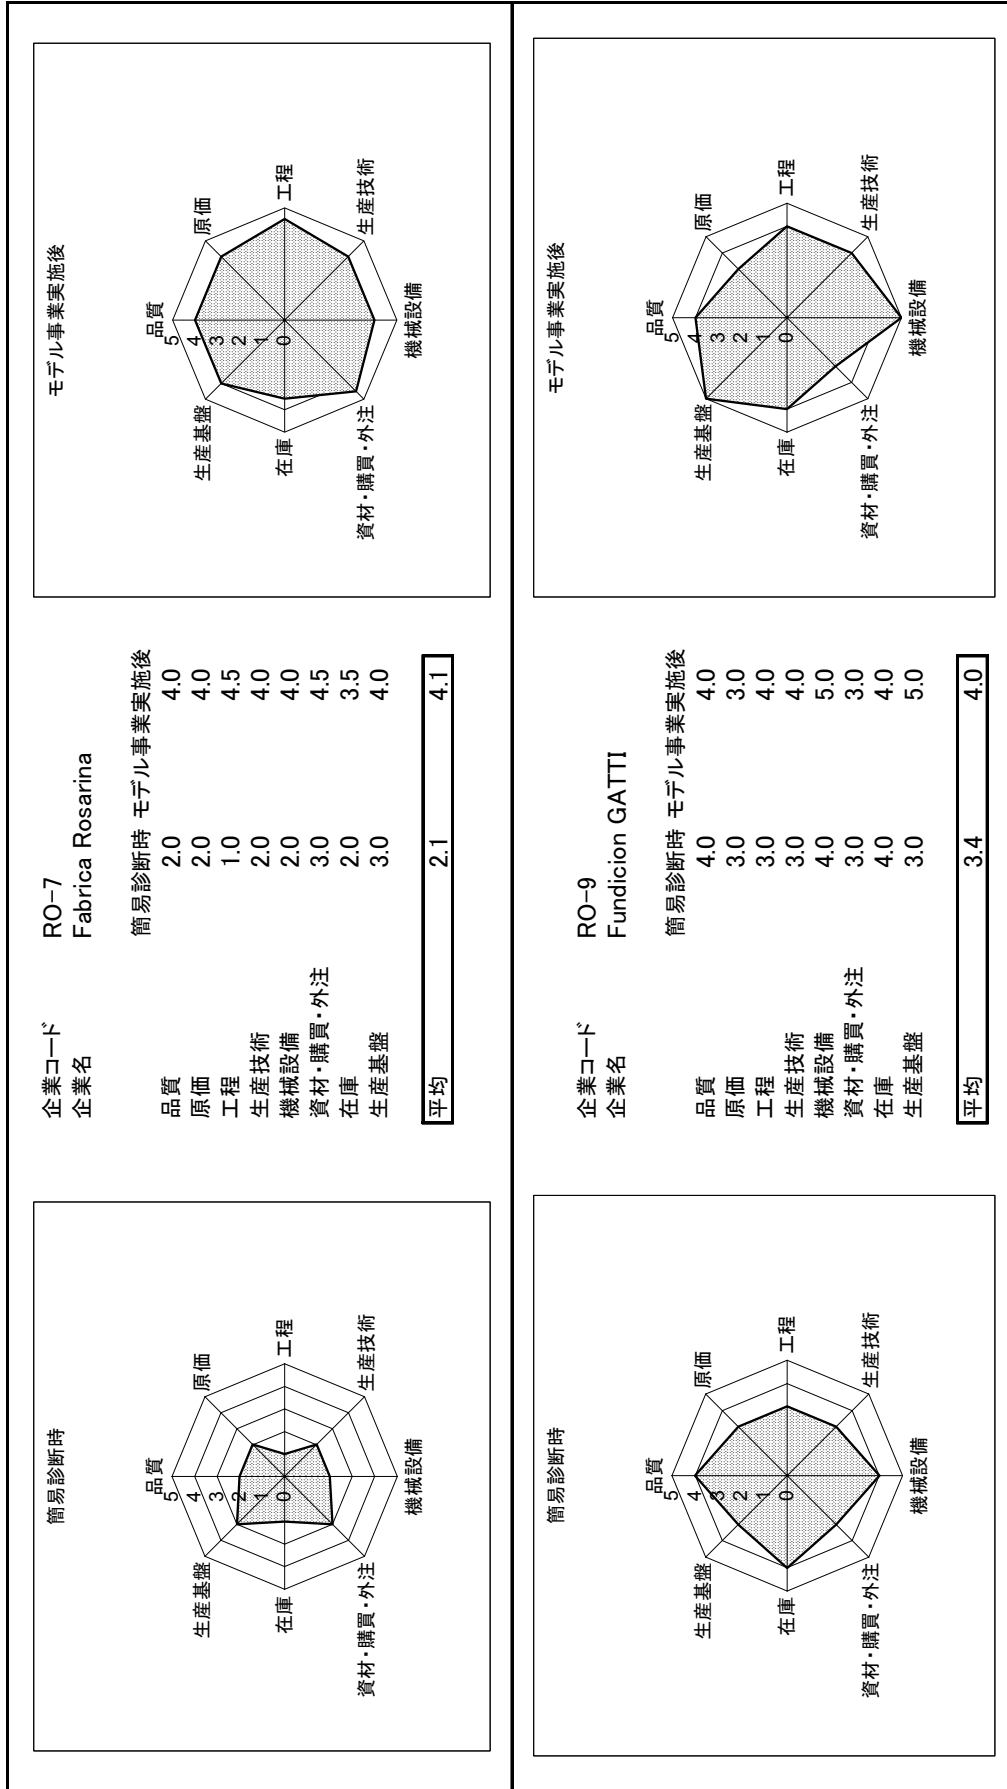 簡易診断時
品質
原価
工程
生産技術
機械設備
資材・購買・外注
在庫
生産基盤
5
4
3
2
1
0
企業コード RO-7
企業名 Fabrica Rosarina
簡易診断時 モデル事業実施後
品質 2.0 4.0
原価 2.0 4.0
工程 1.0 4.5
生産技術 2.0 4.0
機械設備 2.0 4.0
資材・購買・外注 3.0 4.5
在庫 2.0 3.5
生産基盤 3.0 4.0
平均 2.1 4.1
モデル事業実施後
品質
原価
工程
生産技術
機械設備
資材・購買・外注
在庫
生産基盤
5
4
3
2
1
0
簡易診断時
品質
原価
工程
生産技術
機械設備
資材・購買・外注
在庫
生産基盤
5
4
3
2
1
0
企業コード RO-9
企業名 Fundicion GATTI
簡易診断時 モデル事業実施後
品質 4.0 4.0
原価 3.0 3.0
工程 3.0 4.0
生産技術 3.0 4.0
機械設備 4.0 5.0
資材・購買・外注 3.0 3.0
在庫 4.0 4.0
生産基盤 3.0 5.0
平均 3.4 4.0
モデル事業実施後
品質
原価
工程
生産技術
機械設備
資材・購買・外注
在庫
生産基盤
5
4
3
2
1
0